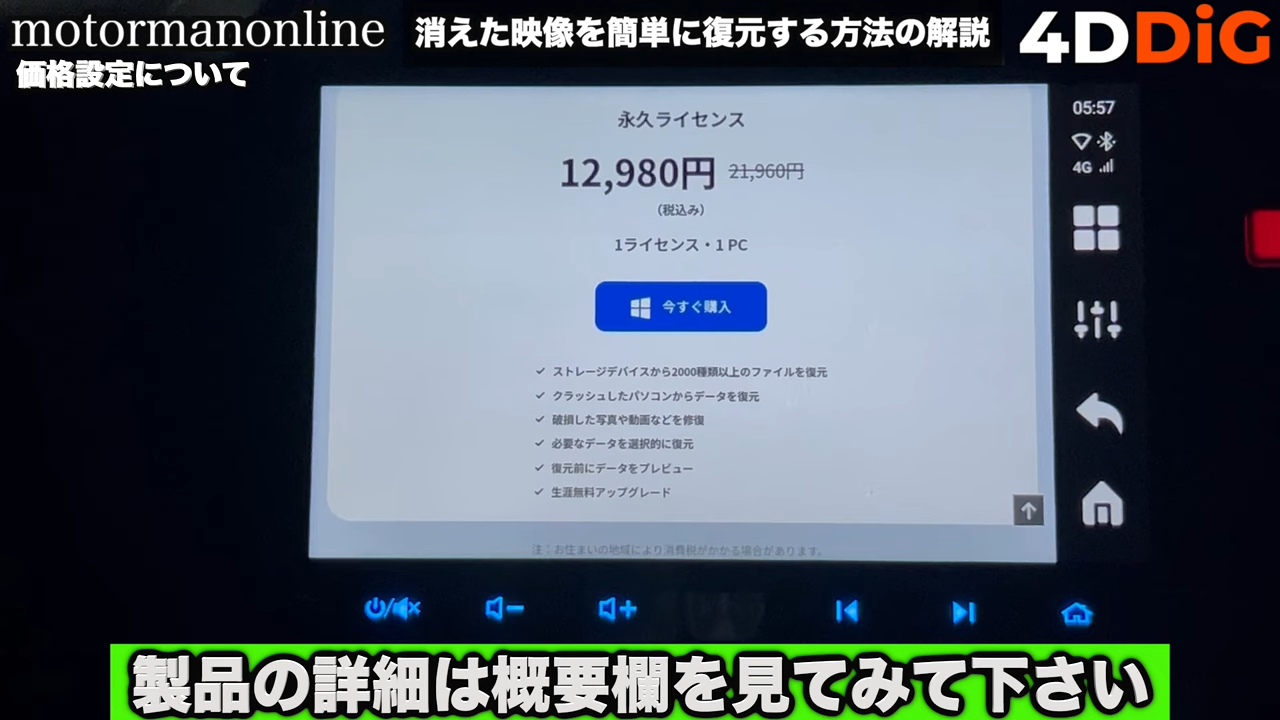 motormanonline
消えた映像を簡単に復元する方法の解説
4DDiG
価格設定について
永久ライセンス
12,980円 21,960円
（税込み）
1ライセンス・1 PC
今すぐ購入
ストレージデバイスから2000種類以上のファイルを復元
クラッシュしたパソコンからデータを復元
破損した写真や動画などを修復
必要なデータを選択的に復元
復元前にデータをプレビュー
生涯無料アップグレード
注：お住まいの地域により消費税がかかる場合があります。
05:57
4G
製品の詳細は概要欄を見てみて下さい